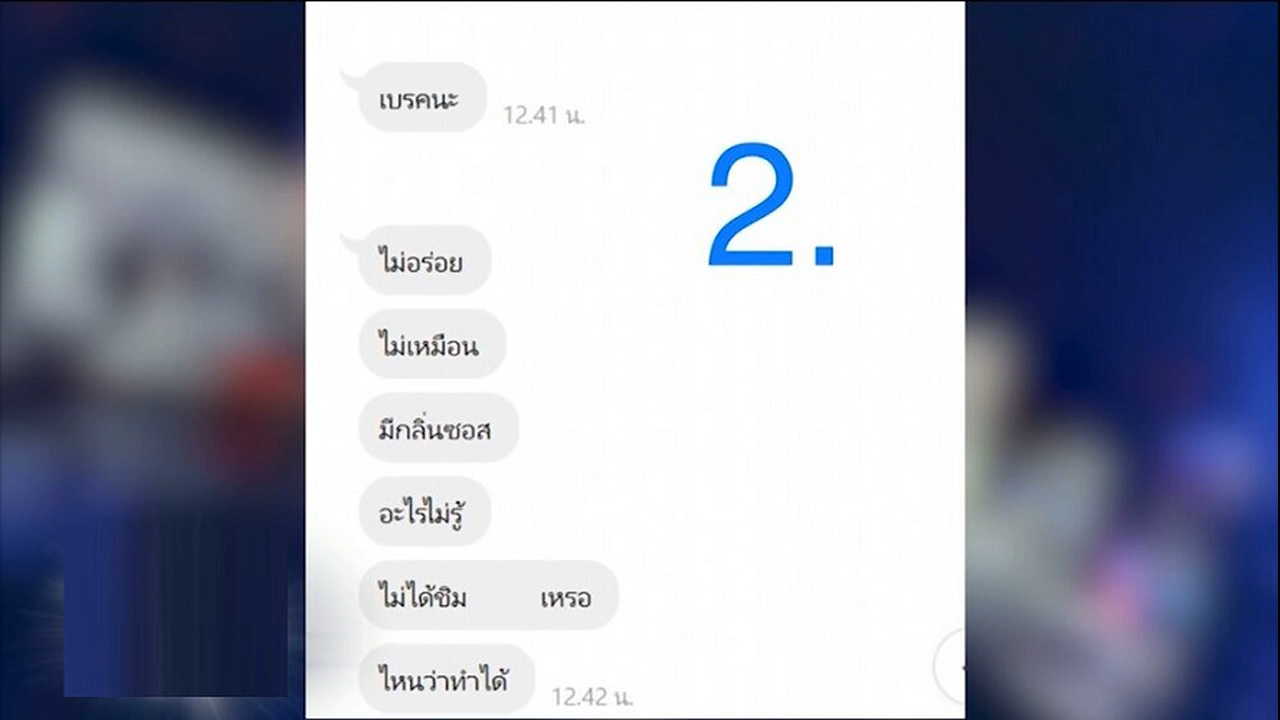 เบรคนะ
12.41 น.
2.
ไม่อร่อย
ไม่เหมือน
มีกลิ่นซอส
อะไรไม่รู้
ไม่ได้ชิม เหรอ
ไหนว่าทำได้
12.42 น.